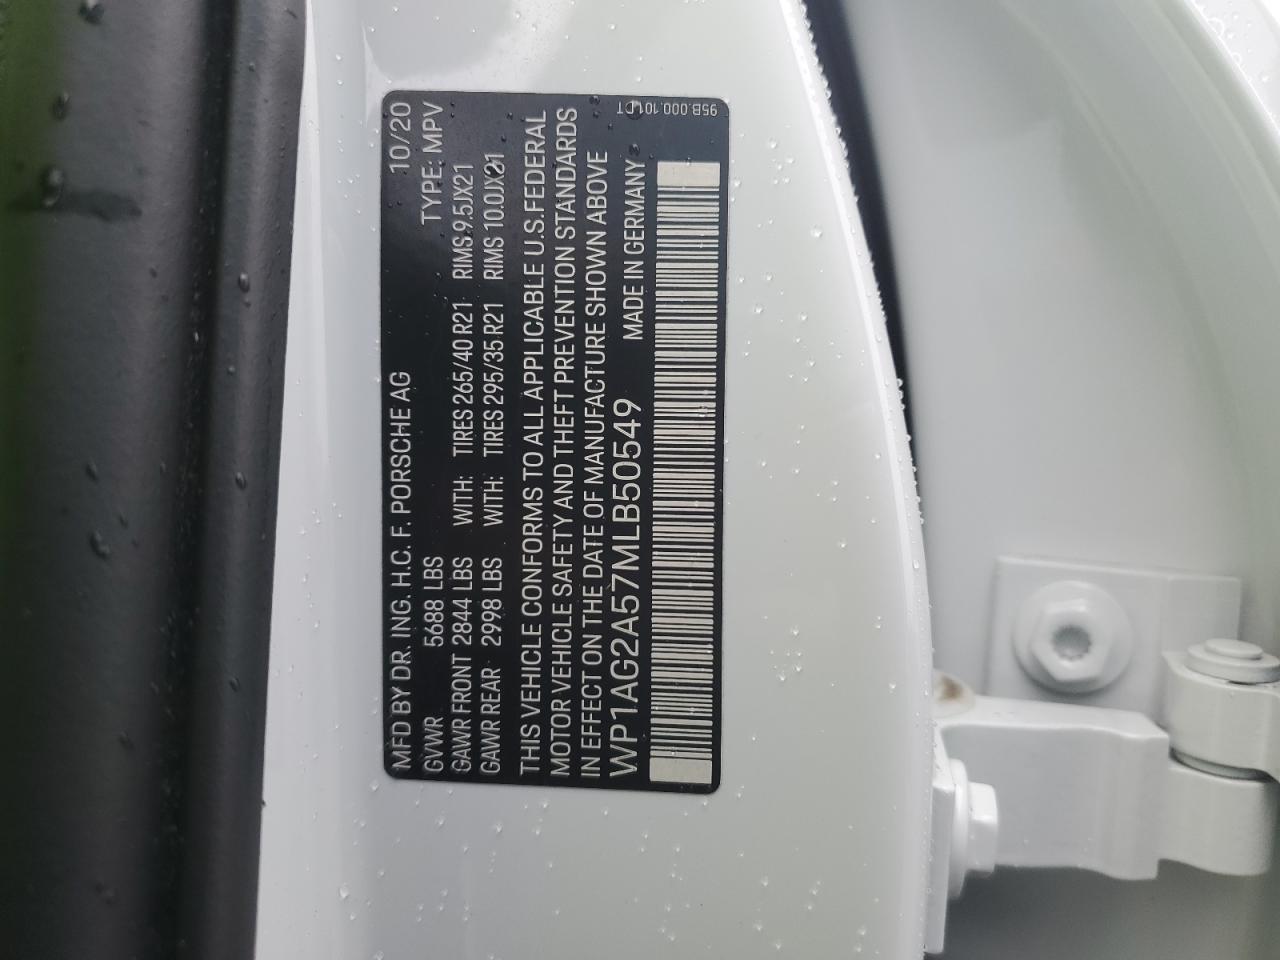 MFD BY DR. ING. H.C. F. PORSCHE AG 10/20
GVWR 5688 LBS TYPE: MPV
GAWR FRONT 2844 LBS WITH: TIRES 265/40 R21 RIMS 9.5JX21
GAWR REAR 2998 LBS WITH: TIRES 295/35 R21 RIMS 10.0JX21
THIS VEHICLE CONFORMS TO ALL APPLICABLE U.S. FEDERAL
MOTOR VEHICLE SAFETY AND THEFT PREVENTION STANDARDS
IN EFFECT ON THE DATE OF MANUFACTURE SHOWN ABOVE
WP1AG2A57MLB50549 MADE IN GERMANY
95B.000.101.DT